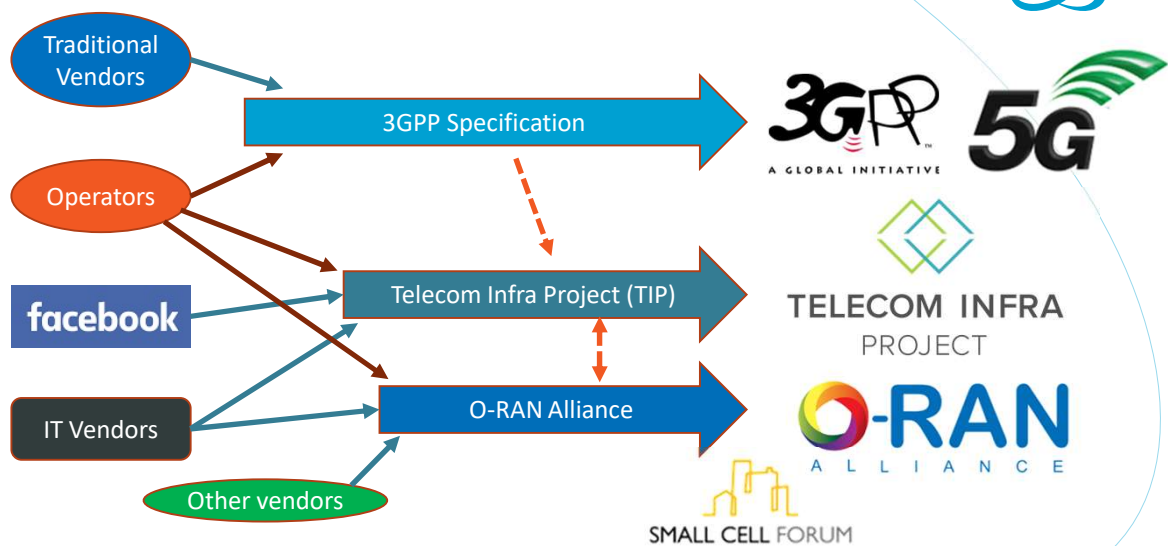 Traditional
Vendors
3GPP Specification
3GPP
™
A GLOBAL INITIATIVE
5G
Operators
facebook
Telecom Infra Project (TIP)
TELECOM INFRA
PROJECT
IT Vendors
O-RAN Alliance
O-RAN
ALLIANCE
Other vendors
SMALL CELL FORUM